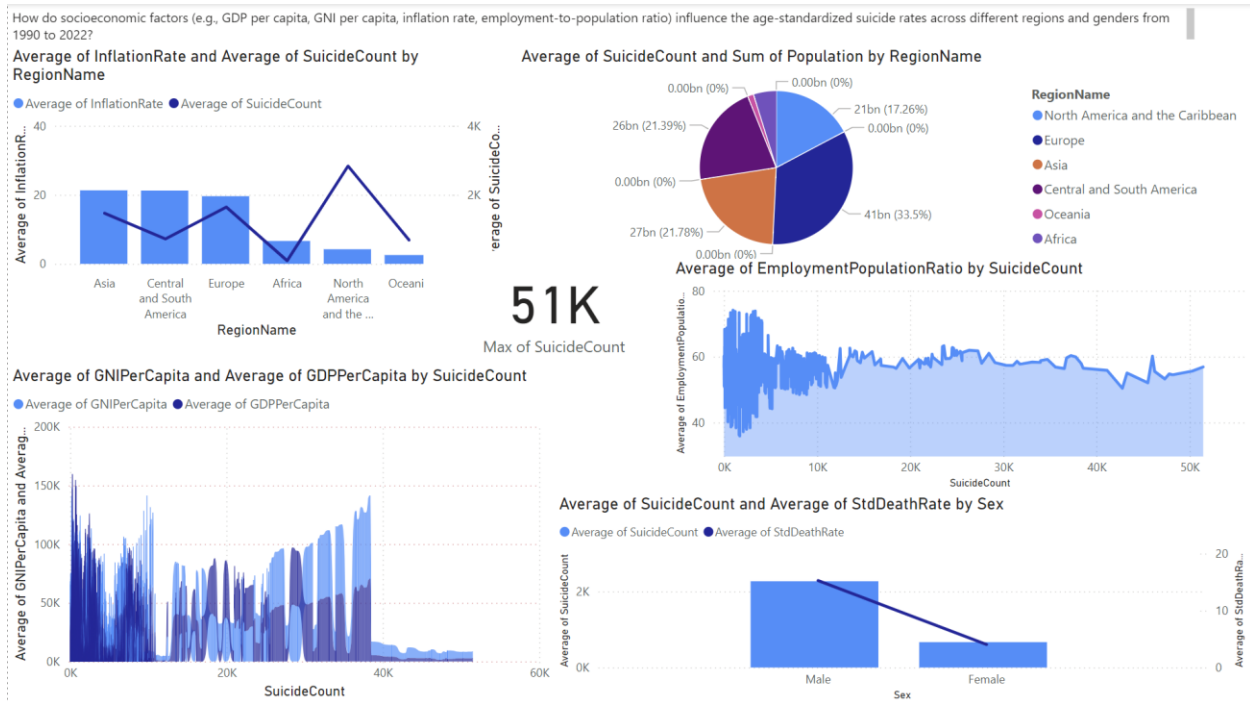 How do socioeconomic factors (e.g., GDP per capita, GNI per capita, inflation rate, employment-to-population ratio) influence the age-standardized suicide rates across different regions and genders from
1990 to 2022?
Average of InflationRate and Average of SuicideCount by
RegionName
Average of InflationRate Average of SuicideCount
Average of InflationR...
40
20
0
4K
2K
erage of SuicideCo...
Asia
Central
and South
America
Europe
Africa
North
America
and the ...
Oceani
RegionName
Average of SuicideCount and Sum of Population by RegionName
0.00bn (0%)
0.00bn (0%)
21bn (17.26%)
0.00bn (0%)
26bn (21.39%)
0.00bn (0%)
41bn (33.5%)
27bn (21.78%)
0.00bn (0%)
RegionName
North America and the Caribbean
Europe
Asia
Central and South America
Oceania
Africa
51K
Max of SuicideCount
Average of EmploymentPopulationRatio by SuicideCount
Average of EmploymentPopulatio...
80
60
40
0K 10K 20K 30K 40K 50K
SuicideCount
Average of GNIPerCapita and Average of GDPPerCapita by SuicideCount
Average of GNIPerCapita Average of GDPPerCapita
Average of GNIPerCapita and Averag...
200K
150K
100K
50K
0K
0K 20K 40K 60K
SuicideCount
Average of SuicideCount and Average of StdDeathRate by Sex
Average of SuicideCount Average of StdDeathRate
Average of SuicideCount
2K
0K
20
10
0
Average of StdDeathRa...
Male Female
Sex